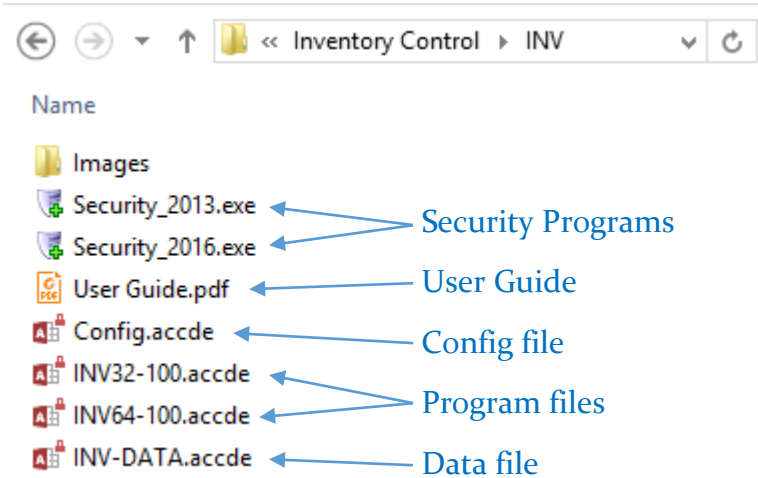 « Inventory Control INV
Name
Images
Security_2013.exe
Security Programs
Security_2016.exe
User Guide.pdf
User Guide
Config.accde
Config file
INV32-100.accde
Program files
INV64-100.accde
INV-DATA.accde
Data file